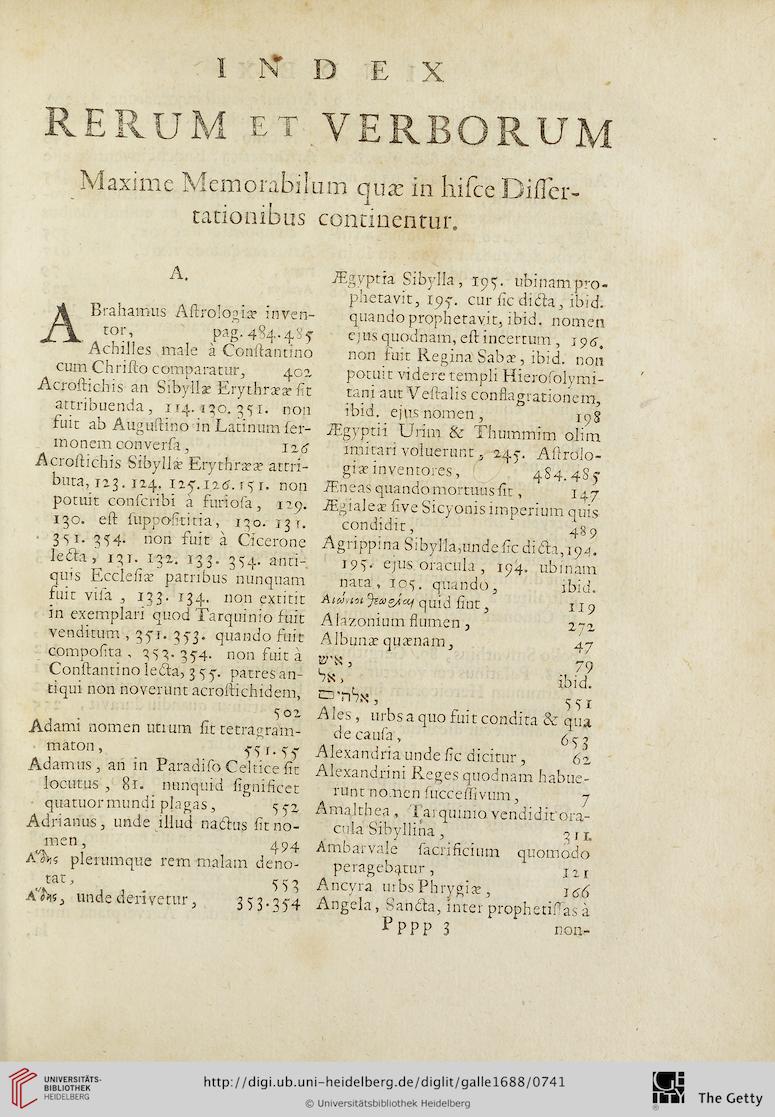 INDEX
RERUM ET VERBORUM
Maxime Memorabilium quæ in hiſce Diſſer-
tationibus continentur.
A.
ABrahamus Aſtrologiæ inven-
tor, pag. 484.485
Achilles male à Conſtantino
cum Chriſto comparatur, 402
Acroſtichis an Sibyllæ Erythrææ ſit
attribuenda, 114.130.351. non
fuit ab Auguſtino in Latinum ſer-
monem converſa, 126
Acroſtichis Sibyllæ Erythrææ attri-
buta, 123.124.125.126.151. non
potuit conſcribi à furioſa, 129.
130. eſt ſuppoſititia, 130. 131.
351.354. non fuit à Cicerone
lecta, 131.132.133.354. anti-
quis Eccleſiæ patribus nunquam
fuit viſa, 133.134. non extitit
in exemplari quod Tarquinio fuit
venditum, 351.353. quando fuit
compoſita, 353.354. non fuit à
Conſtantino lecta, 355. patres an-
tiqui non noverunt acroſtichidem,
502
Adami nomen utrum ſit tetragram-
maton, 551.55
Adamus, an in Paradiſo Celtice ſit
locutus, 81. nunquid ſignificet
quatuor mundi plagas, 552
Adrianus, unde illud nactus ſit no-
men, 494
plerumque rem malam deno-
tat, 553
unde derivetur, 353.354
Ægyptia Sibylla, 195. ubinam pro-
phetavit, 195. cur ſic dicta, ibid.
quando prophetavit, ibid. nomen
ejus quodnam, eſt incertum, 196.
non fuit Regina Sabæ, ibid. non
potuit videre templi Hieroſolymi-
tani aut Veſtalis conflagrationem,
ibid. ejus nomen, 198
Ægyptii Urim & Thummim olim
imitari voluerunt, 245. Aſtrolo-
giæ inventores, 484.485
Æneas quando mortuus ſit, 147
Ægialeæ ſive Sicyonis imperium quis
condidit, 489
Agrippina Sibylla, unde ſic dicta, 194.
195. ejus oracula, 194. ubinam
nata, 105. quando, ibid.
quid ſint, 119
Alazonium flumen, 272
Albunæ quænam, 47
איש, 79
אל, ibid.
אלהים, 551
Ales, urbs a quo fuit condita & qua
de cauſa, 653
Alexandria unde ſic dicitur, 62
Alexandrini Reges quodnam habue-
runt nomen ſucceſſivum, 7
Amalthea, Tarquinio vendidit ora-
cula Sibyllina, 311.
Ambarvale ſacrificium quomodo
peragebatur, 121
Ancyra urbs Phrygiæ, 166
Angela, Sancta, inter prophetiſſas à
Pppp 3 non-
UNIVERSITÄTS-
BIBLIOTHEK
HEIDELBERG
http://digi.ub.uni-heidelberg.de/diglit/galle1688/0741
© Universitätsbibliothek Heidelberg
The Getty